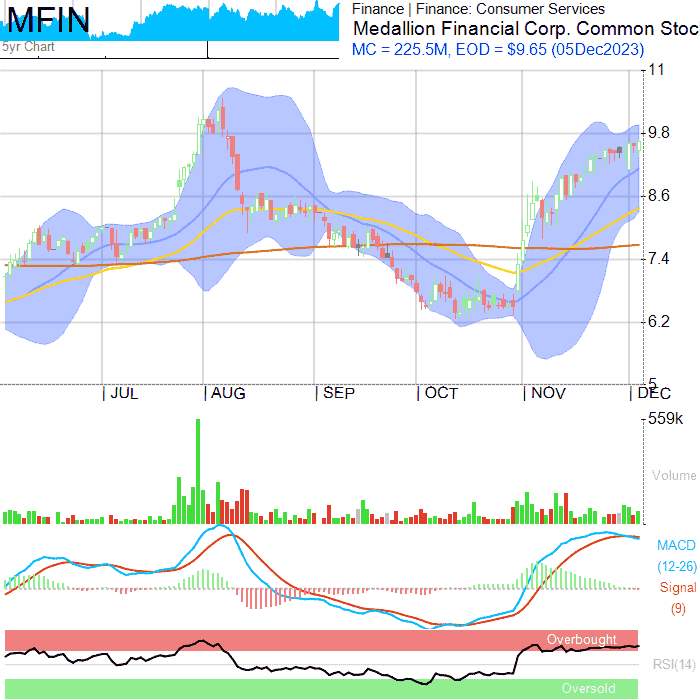 MFIN
5yr Chart
Finance | Finance: Consumer Services
Medallion Financial Corp. Common Stoc
MC = 225.5M, EOD = $9.65 (05Dec2023)
11
9.8
8.6
7.4
6.2
5
JUL AUG SEP OCT NOV DEC
559k
Volume
MACD
(12-26)
Signal
(9)
Overbought
RSI(14)
Oversold